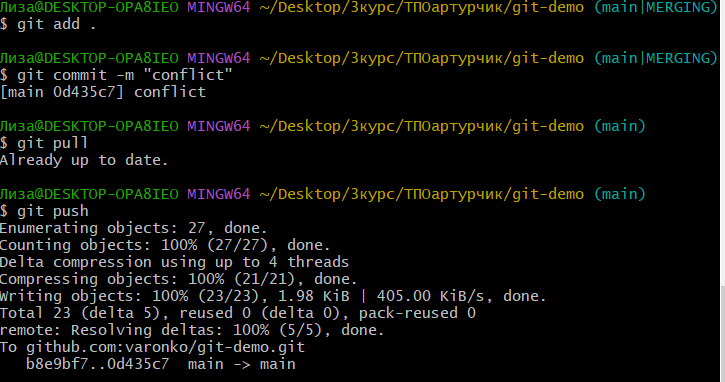 Лиза@DESKTOP-OPA8IEO MINGW64 ~/Desktop/3курс/ТПОартурчик/git-demo (main|MERGING)
$ git add .
Лиза@DESKTOP-OPA8IEO MINGW64 ~/Desktop/3курс/ТПОартурчик/git-demo (main|MERGING)
$ git commit -m "conflict"
[main 0d435c7] conflict
Лиза@DESKTOP-OPA8IEO MINGW64 ~/Desktop/3курс/ТПОартурчик/git-demo (main)
$ git pull
Already up to date.
Лиза@DESKTOP-OPA8IEO MINGW64 ~/Desktop/3курс/ТПОартурчик/git-demo (main)
$ git push
Enumerating objects: 27, done.
Counting objects: 100% (27/27), done.
Delta compression using up to 4 threads
Compressing objects: 100% (21/21), done.
Writing objects: 100% (23/23), 1.98 KiB | 405.00 KiB/s, done.
Total 23 (delta 5), reused 0 (delta 0), pack-reused 0
remote: Resolving deltas: 100% (5/5), done.
To github.com:varonko/git-demo.git
   b8e9bf7..0d435c7  main -> main